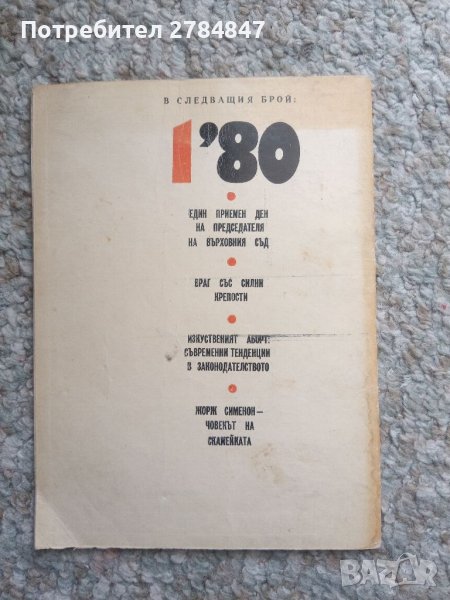 Потребител 2784847
В СЛЕДВАЩИЯ БРОЙ:
1'80
ЕДИН ПРИЕМЕН ДЕН
НА ПРЕДСЕДАТЕЛЯ
НА ВЪРХОВНИЯ СЪД
ВРАГ СЪС СИЛНИ
КРЕПОСТИ
ИЗКУСТВЕНИЯТ АБОРТ:
СЪВРЕМЕННИ ТЕНДЕНЦИИ
В ЗАКОНОДАТЕЛСТВОТО
ЖОРЖ СИМЕНОН —
ЧОВЕКЪТ НА
СКАМЕЙКАТА
BAZAR